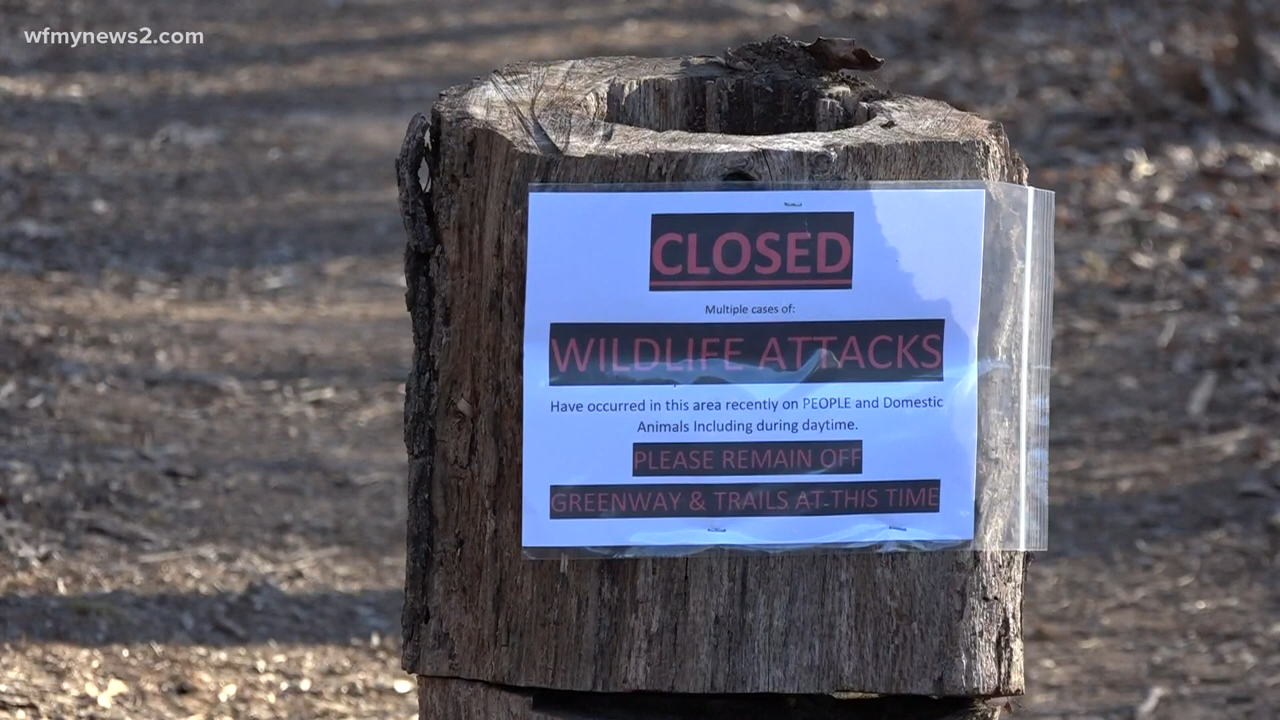 wfmynews2.com
CLOSED
Multiple cases of:
WILDLIFE ATTACKS
Have occurred in this area recently on PEOPLE and Domestic
Animals Including during daytime.
PLEASE REMAIN OFF
GREENWAY & TRAILS AT THIS TIME